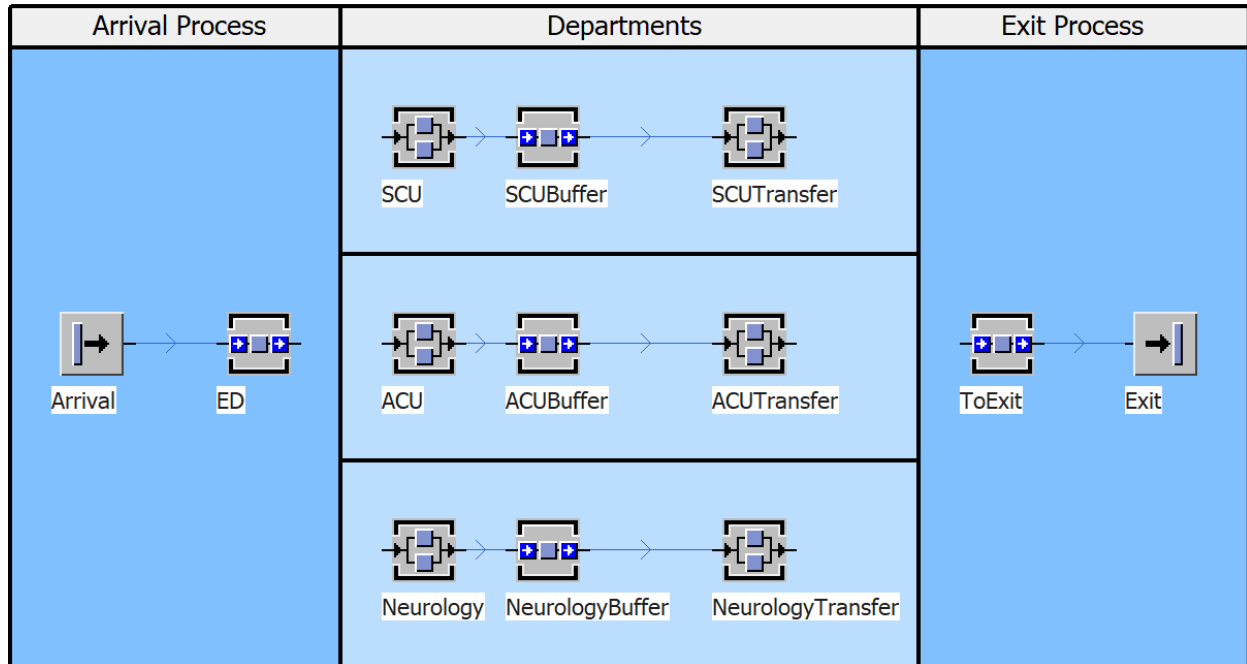 Arrival Process
Departments
Exit Process
SCU
SCUBuffer
SCUTransfer
Arrival
ED
ACU
ACUBuffer
ACUTransfer
ToExit
Exit
Neurology
NeurologyBuffer
NeurologyTransfer